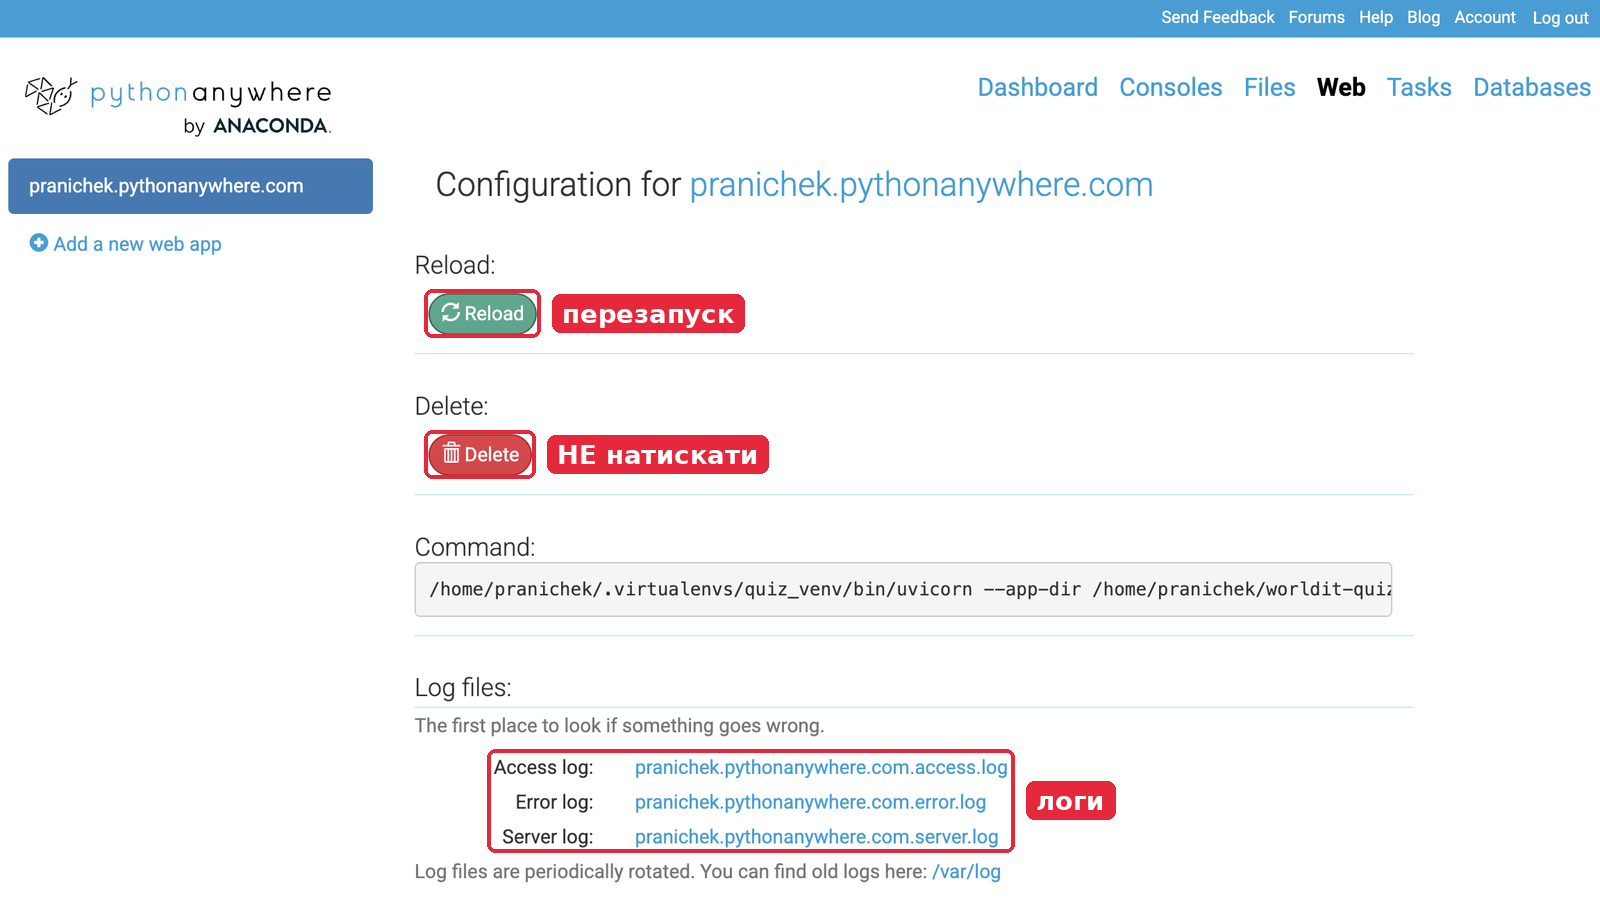 Send Feedback Forums Help Blog Account Log out
pythonanywhere
by ANACONDA.
Dashboard Consoles Files Web Tasks Databases
pranichek.pythonanywhere.com
Add a new web app
Configuration for pranichek.pythonanywhere.com
Reload:
Reload перезапуск
Delete:
Delete НЕ натискати
Command:
/home/pranichek/.virtualenvs/quiz_venv/bin/uvicorn --app-dir /home/pranichek/worldit-quiz
Log files:
The first place to look if something goes wrong.
Access log: pranichek.pythonanywhere.com.access.log
Error log: pranichek.pythonanywhere.com.error.log
логи
Server log: pranichek.pythonanywhere.com.server.log
Log files are periodically rotated. You can find old logs here: /var/log